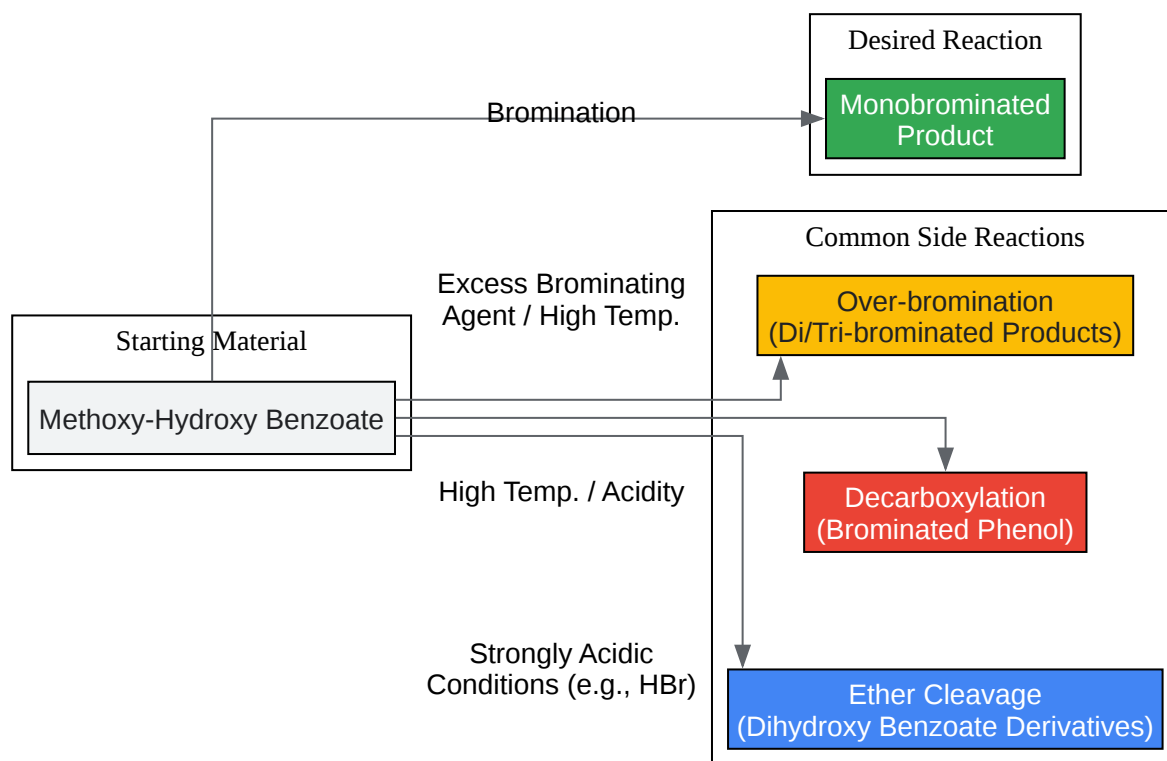 Desired Reaction
Monobrominated
Product
Bromination
Common Side Reactions
Excess Brominating
Agent / High Temp.
Over-bromination
(Di/Tri-brominated Products)
Starting Material
Methoxy-Hydroxy Benzoate
High Temp. / Acidity
Decarboxylation
(Brominated Phenol)
Strongly Acidic
Conditions (e.g., HBr)
Ether Cleavage
(Dihydroxy Benzoate Derivatives)